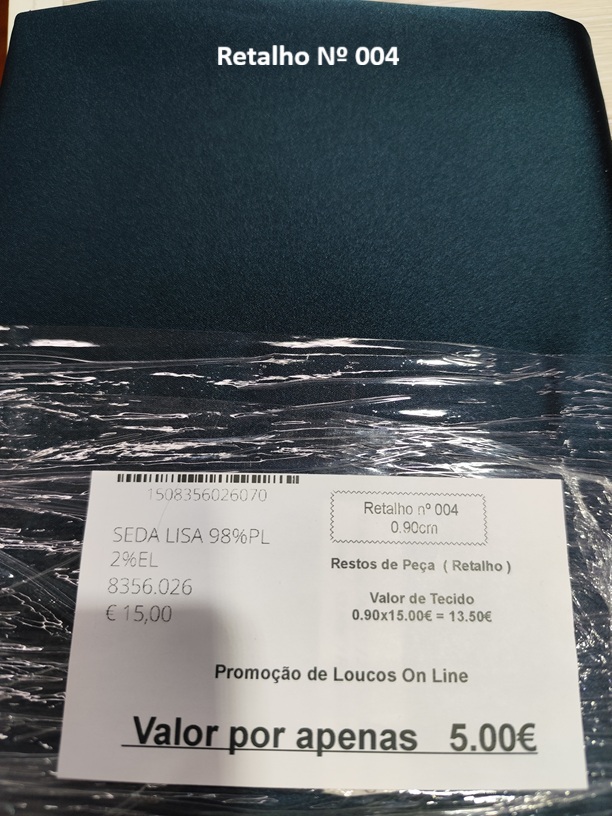 Retalho Nº 004
1508356026070
SEDA LISA 98%PL
2%EL
8356.026
€ 15,00
Retalho nº 004
0.90cm
Restos de Peça ( Retalho )
Valor de Tecido
0.90x15.00€ = 13.50€
Promoção de Loucos On Line
Valor por apenas 5.00€